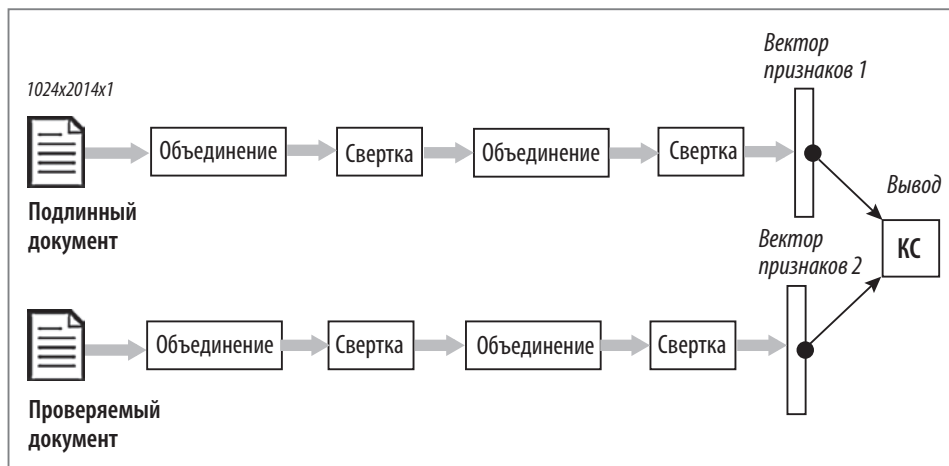 Вектор
признаков 1
1024x2014x1
Объединение
Свертка
Объединение
Свертка
Вывод
Подлинный
документ
КС
Вектор
признаков 2
Объединение
Свертка
Объединение
Свертка
Проверяемый
документ